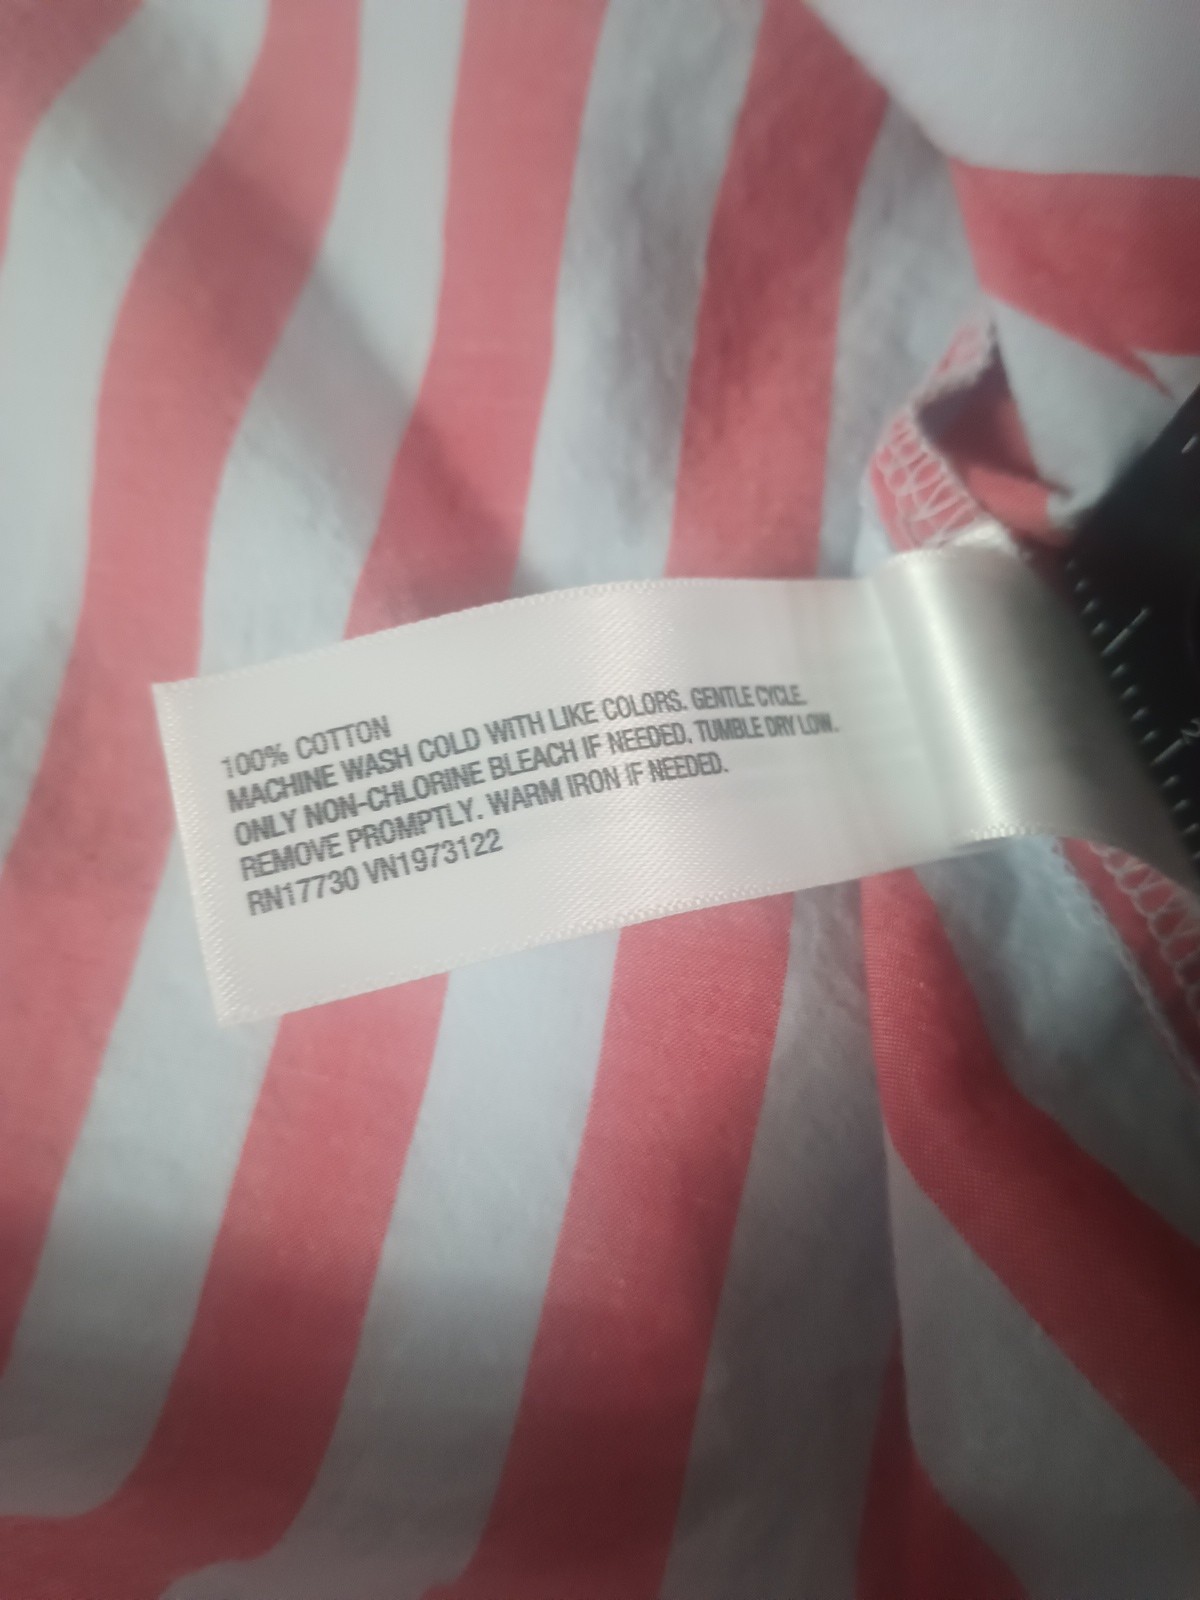 100% COTTON
MACHINE WASH COLD WITH LIKE COLORS. GENTLE CYCLE.
ONLY NON-CHLORINE BLEACH IF NEEDED. TUMBLE DRY LOW.
REMOVE PROMPTLY. WARM IRON IF NEEDED.
RN17730 VN1973122